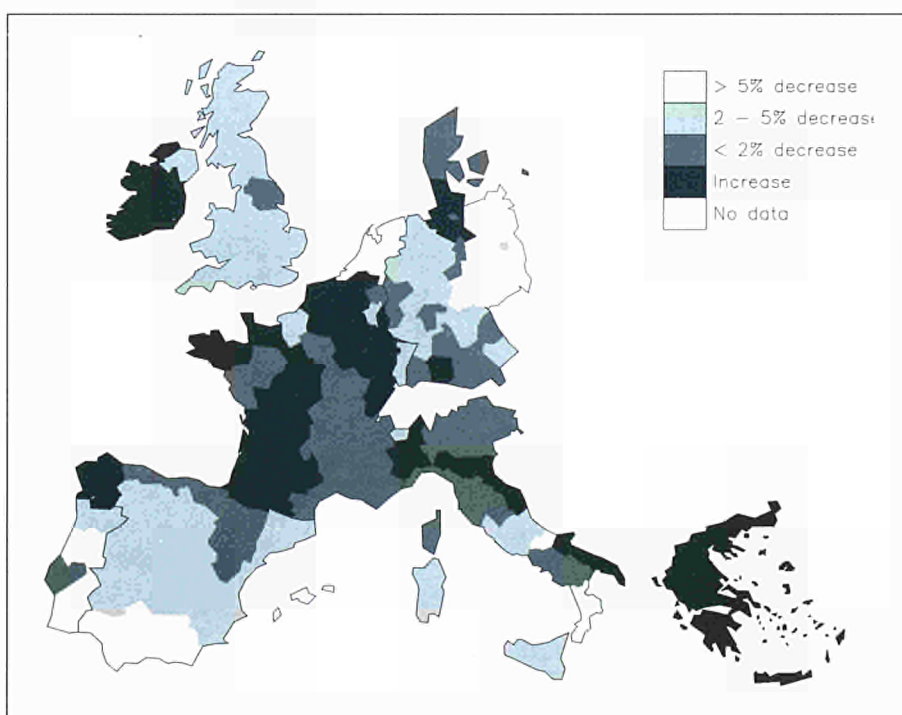 > 5% decrease
2 – 5% decrease
< 2% decrease
Increase
No data